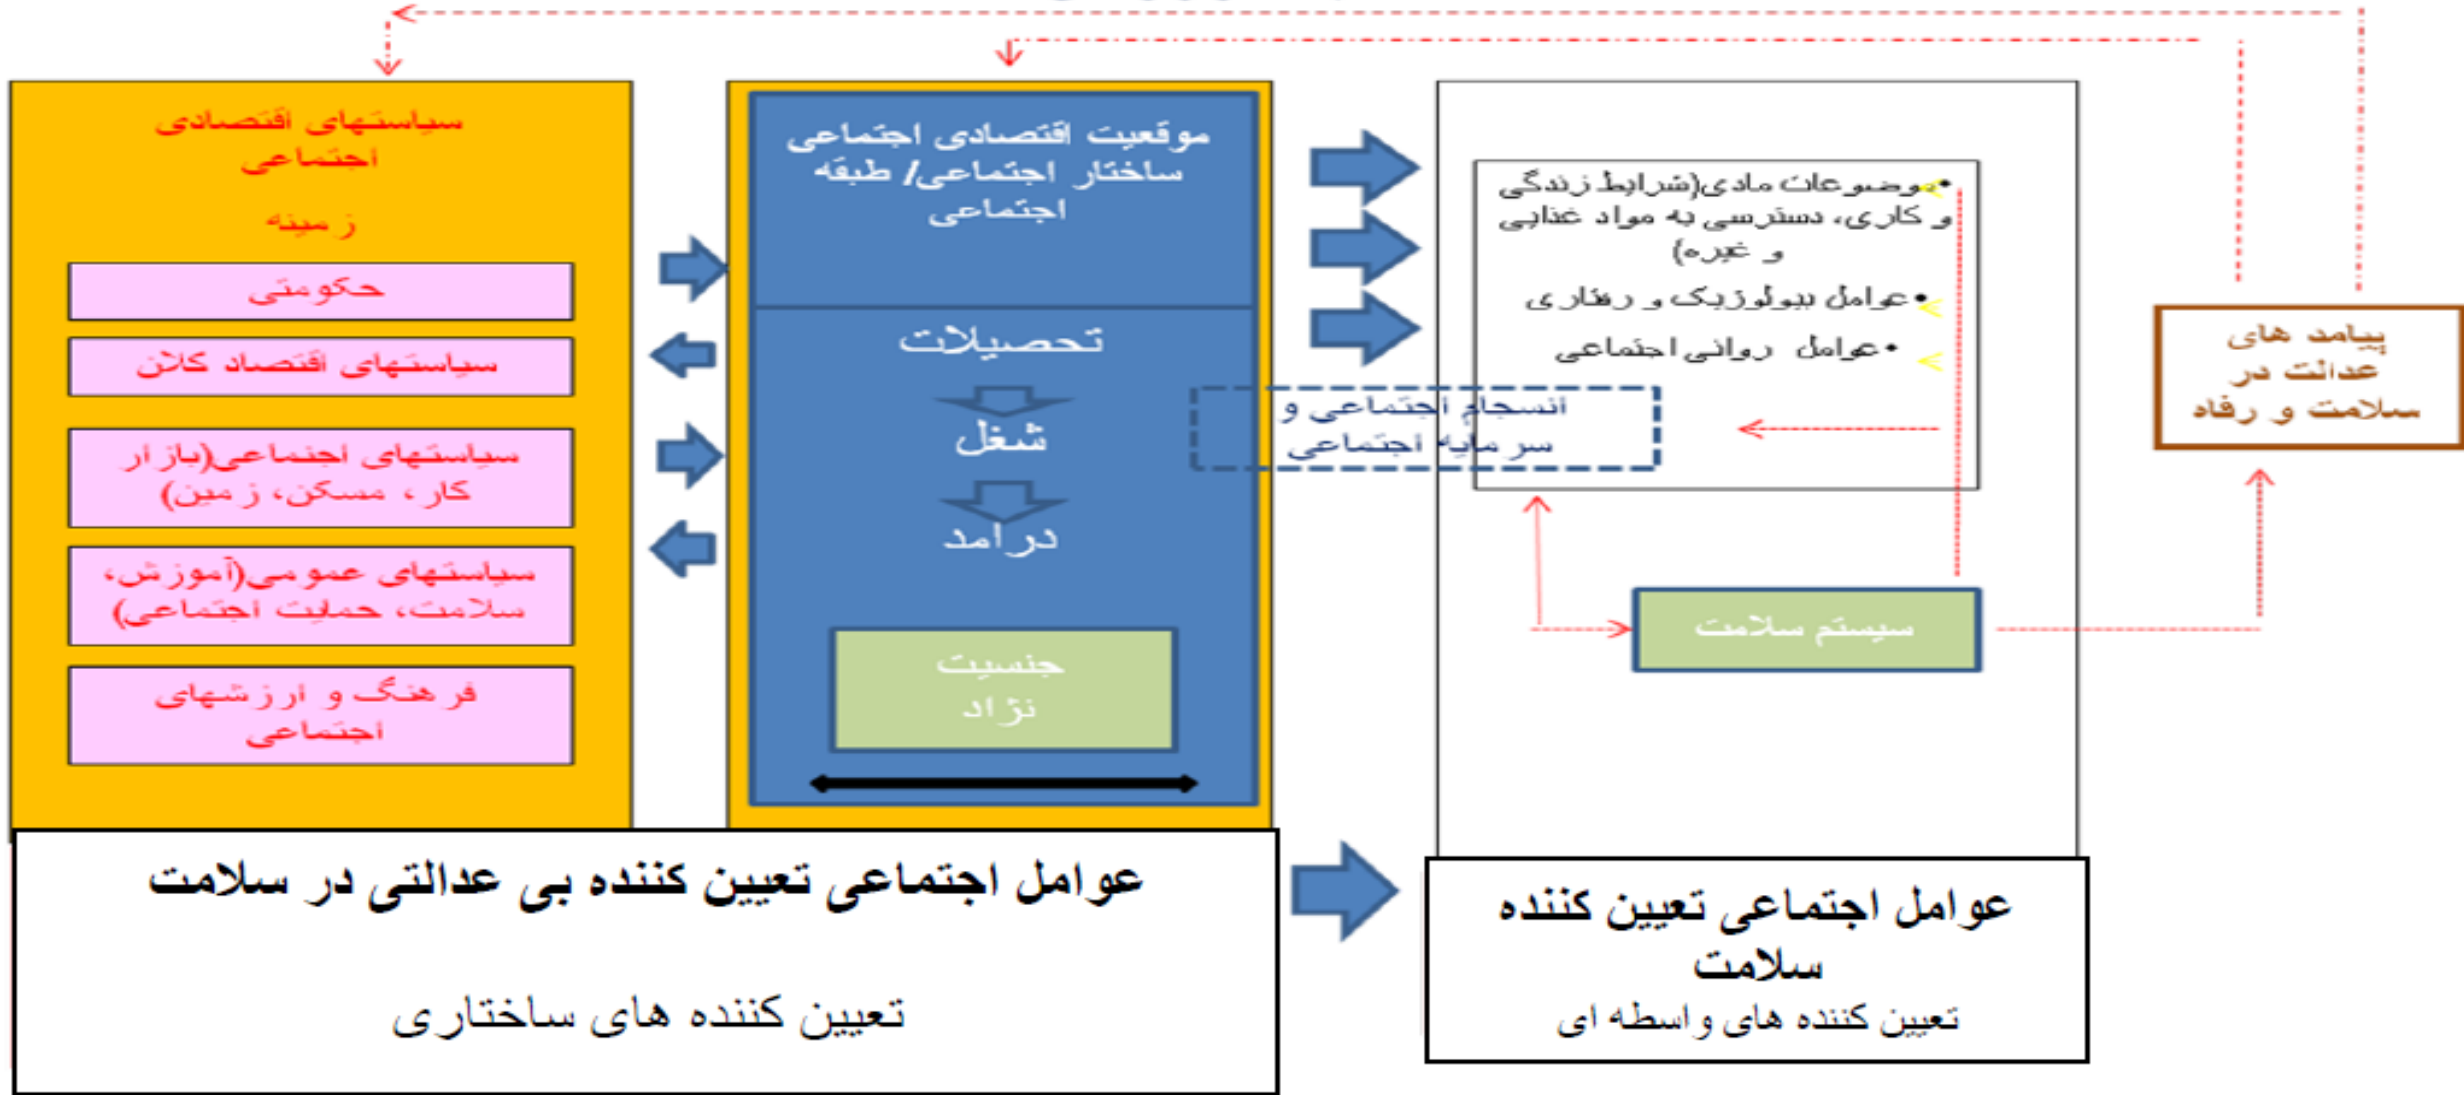 سیاستهای اقتصادی
اجتماعی
زمینه
حکومتی
سیاستهای اقتصاد کلان
سیاستهای اجتماعی(بازار
کار، مسکن، زمین)
سیاستهای عمومی(آموزش،
سلامت، حمایت اجتماعی)
فرهنگ و ارزشهای
اجتماعی
موقعیت اقتصادی اجتماعی
ساختار اجتماعی/ طبقه
اجتماعی
تحصیلات
شغل
درامد
جنسیت
نژاد
•موضوعات مادی(شرایط زندگی
و کاری، دسترسی به مواد غذایی
و غیره)
•عوامل بیولوزیک و رفتاری
•عوامل روانی اجتماعی
انسجام اجتماعی و
سرمایه اجتماعی
سیستم سلامت
پیامد های
عدالت در
سلامت و رفاه
عوامل اجتماعی تعیین کننده بی عدالتی در سلامت
تعیین کننده های ساختاری
عوامل اجتماعی تعیین کننده
سلامت
تعیین کننده های واسطه ای